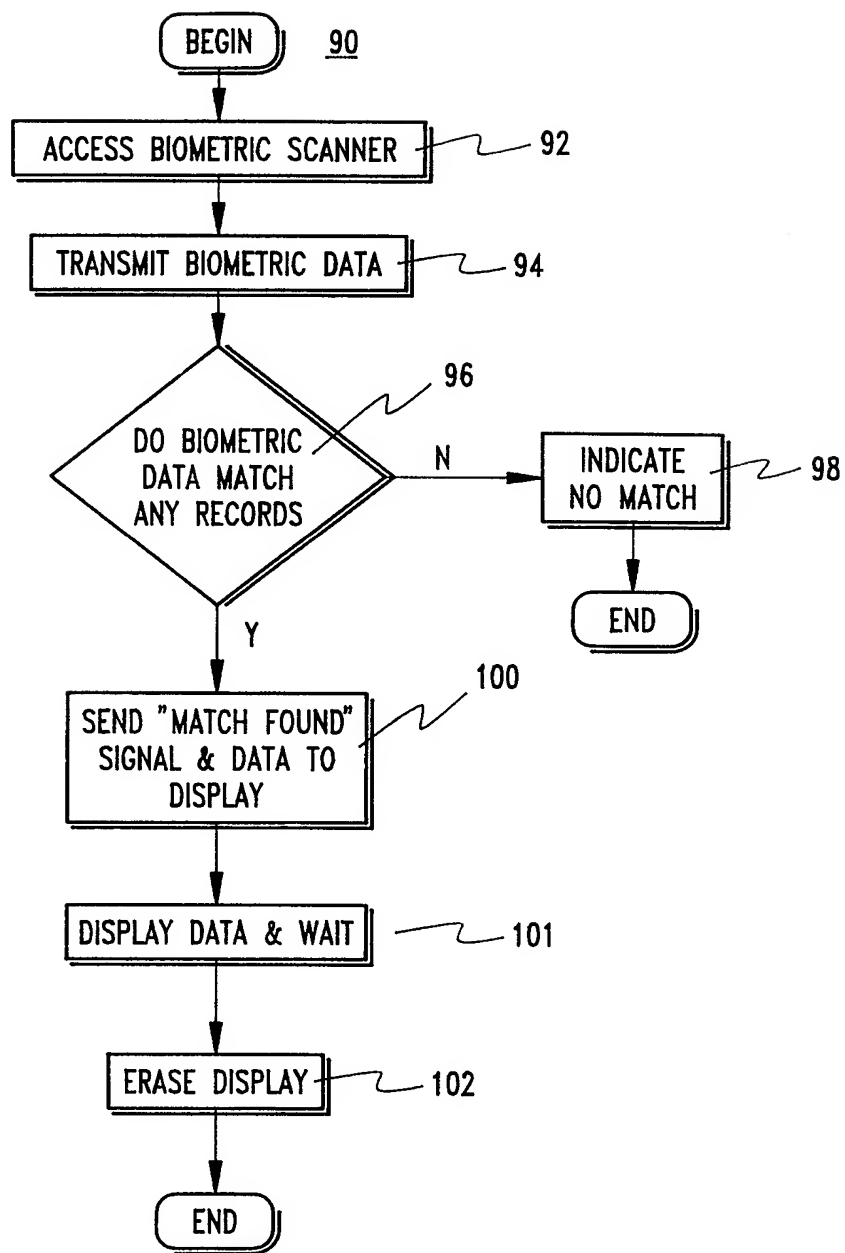 BEGIN
90
ACCESS BIOMETRIC SCANNER
92
TRANSMIT BIOMETRIC DATA
94
96
DO BIOMETRIC
DATA MATCH
ANY RECORDS
N
INDICATE
NO MATCH
98
END
Y
100
SEND "MATCH FOUND"
SIGNAL & DATA TO
DISPLAY
DISPLAY DATA & WAIT
101
ERASE DISPLAY
102
END